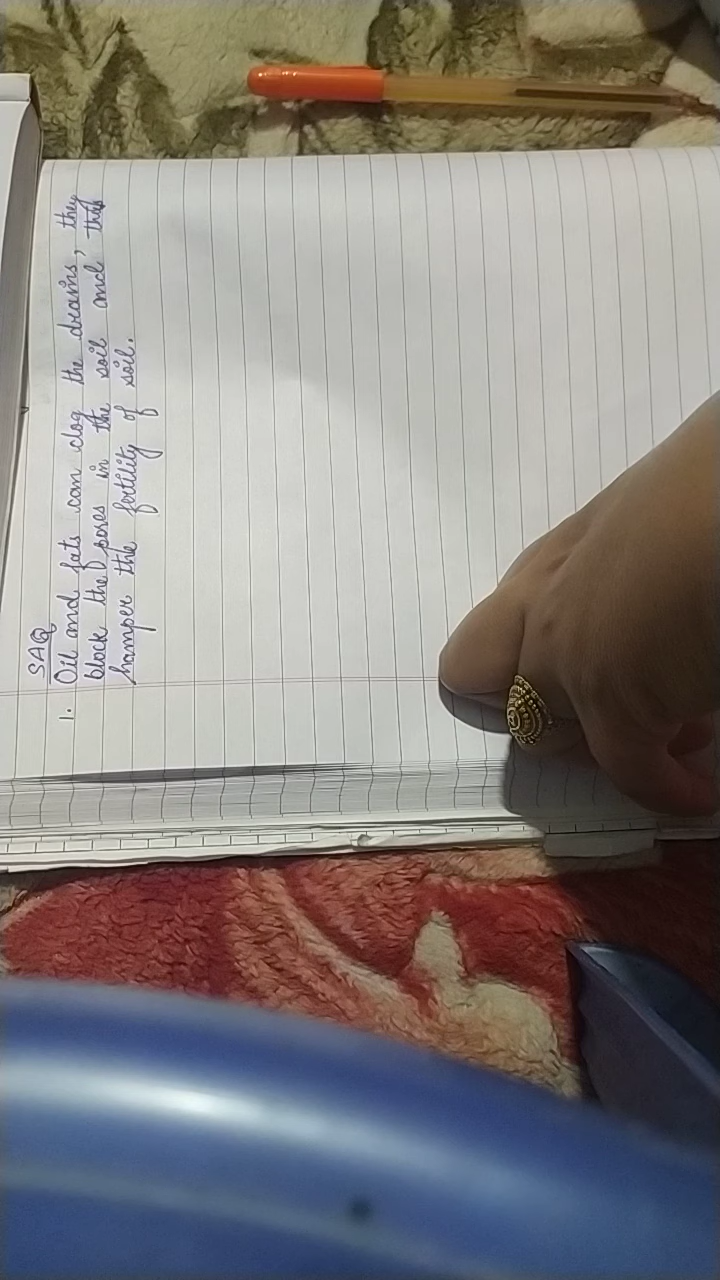 SAQ
1. Oil and fats can clog the drains, they
block the pores in the soil and
hamper the fertility of soil.